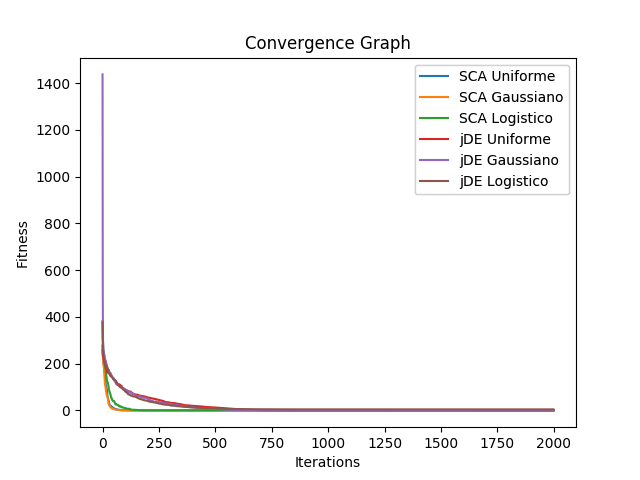 Convergence Graph
1400
1200
1000
800
600
400
200
0
Fitness
SCA Uniforme
SCA Gaussiano
SCA Logistico
jDE Uniforme
jDE Gaussiano
jDE Logistico
0 250 500 750 1000 1250 1500 1750 2000
Iterations